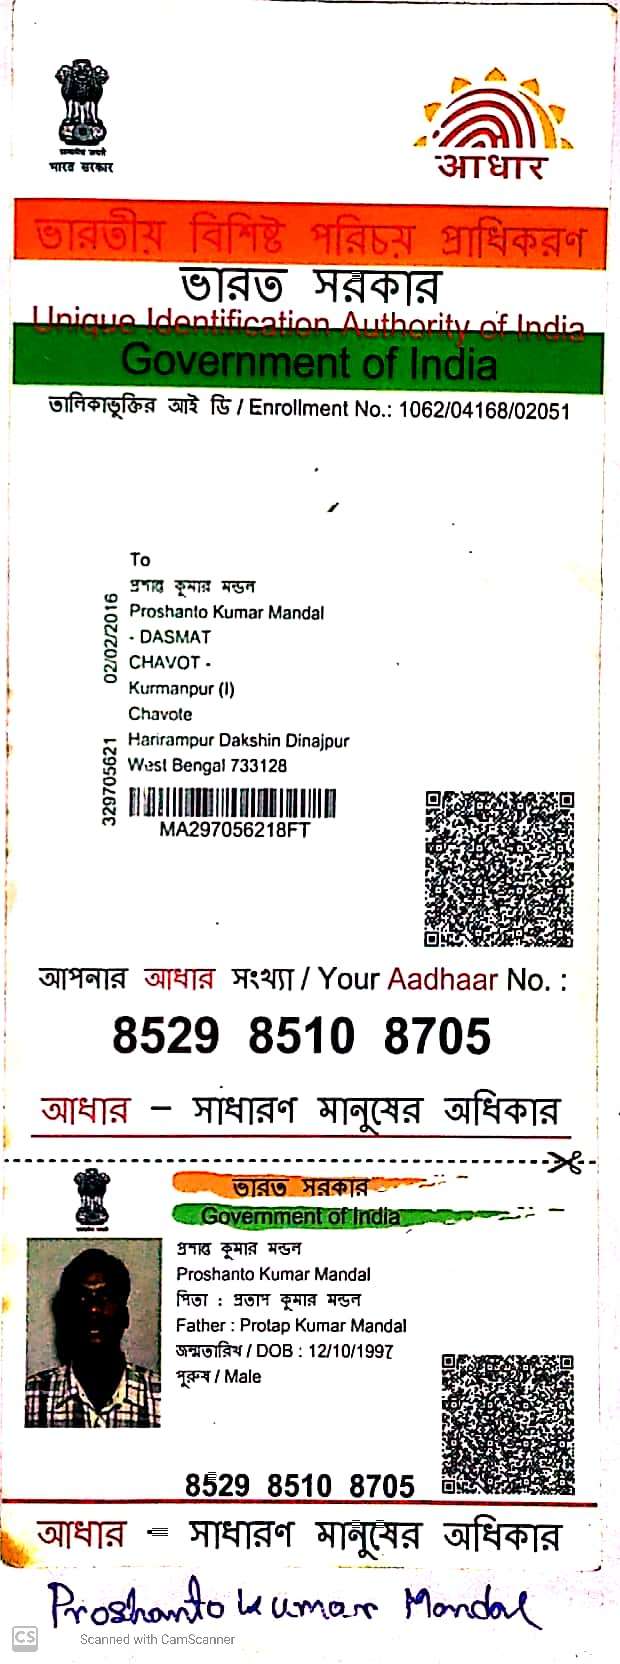 भारत सरकार
आधार
ভারতীয় বিশিষ্ট পরিচয় প্রাধিকরণ
ভারত সরকার
Unique Identification Authority of India
Government of India
তালিকাভুক্তির আই ডি / Enrollment No.: 1062/04168/02051
02/02/2016
329705621
To
প্রশান্ত কুমার মন্ডল
Proshanto Kumar Mandal
- DASMAT
CHAVOT -
Kurmanpur (I)
Chavote
Harirampur Dakshin Dinajpur
West Bengal 733128
MA297056218FT
আপনার আধার সংখ্যা / Your Aadhaar No. :
8529 8510 8705
আধার – সাধারণ মানুষের অধিকার
ভারত সরকার
Government of India
প্রশান্ত কুমার মন্ডল
Proshanto Kumar Mandal
পিতা : প্রতাপ কুমার মন্ডল
Father : Protap Kumar Mandal
জন্মতারিখ / DOB : 12/10/1997
পুরুষ / Male
8529 8510 8705
আধার – সাধারণ মানুষের অধিকার
Proshanto Kumar Mandal
CS Scanned with CamScanner